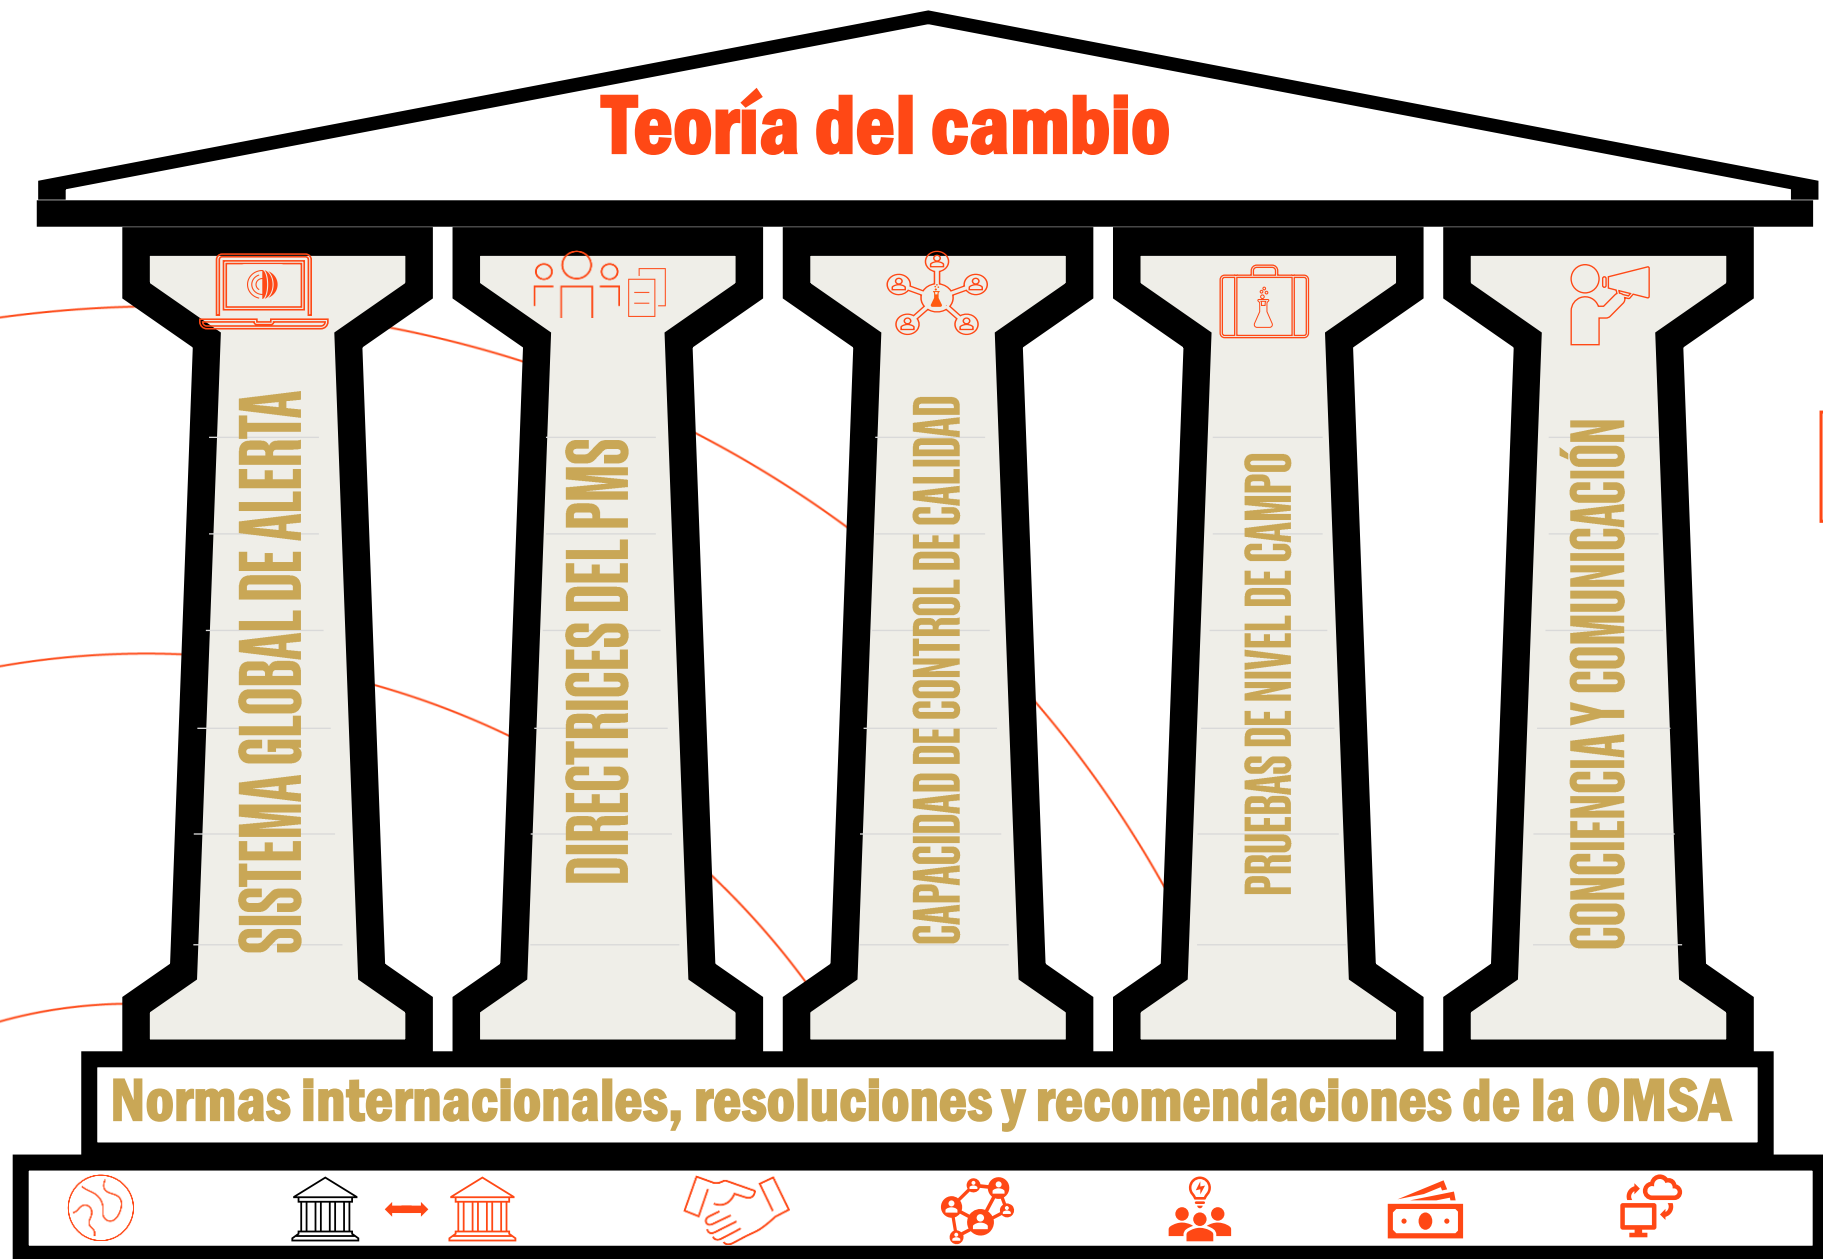 Teoría del cambio
SISTEMA GLOBAL DE ALERTA
DIRECTRICES DEL PMS
CAPACIDAD DE CONTROL DE CALIDAD
PRUEBAS DE NIVEL DE CAMPO
CONCIENCIA Y COMUNICACIÓN
Normas internacionales, resoluciones y recomendaciones de la OMSA